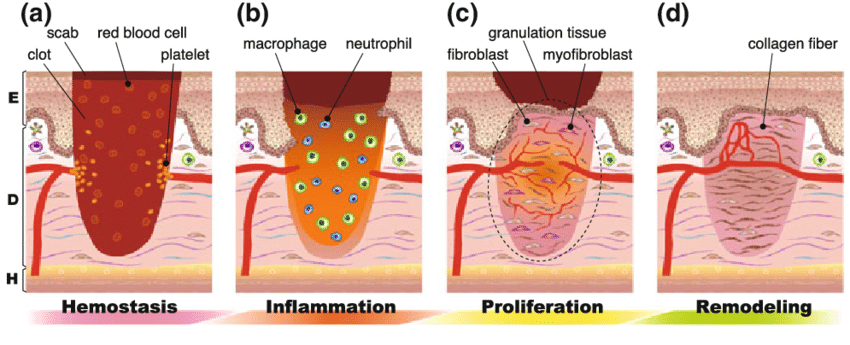 (a) (b) (c) (d)
scab red blood cell
clot platelet
macrophage neutrophil
granulation tissue
fibroblast myofibroblast
collagen fiber
E
D
H
Hemostasis Inflammation Proliferation Remodeling